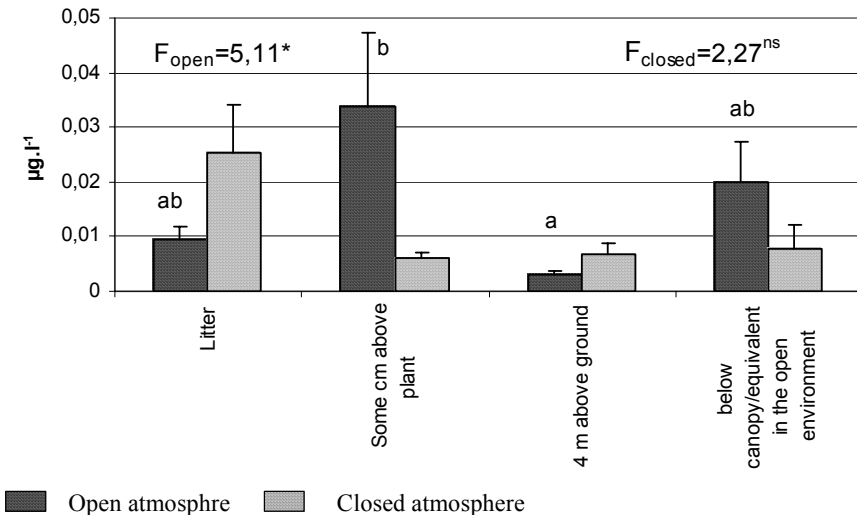 0,05
0,04
0,03
0,02
0,01
0
µg.l-1
Fopen=5,11*
Fclosed=2,27ns
ab
b
a
ab
Litter
Some cm above
plant
4 m above ground
below
canopy/equivalent
in the open
environment
Open atmosphre
Closed atmosphere